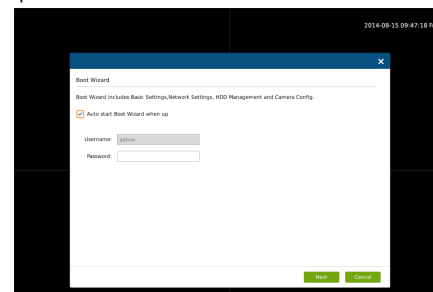 2014-08-15 09:47:18
Boot Wizard
Boot Wizard includes Basic Settings,Network Settings, HDD Management and Camera Config.
Auto start Boot Wizard when up
Username: admin
Password:
Next Cancel